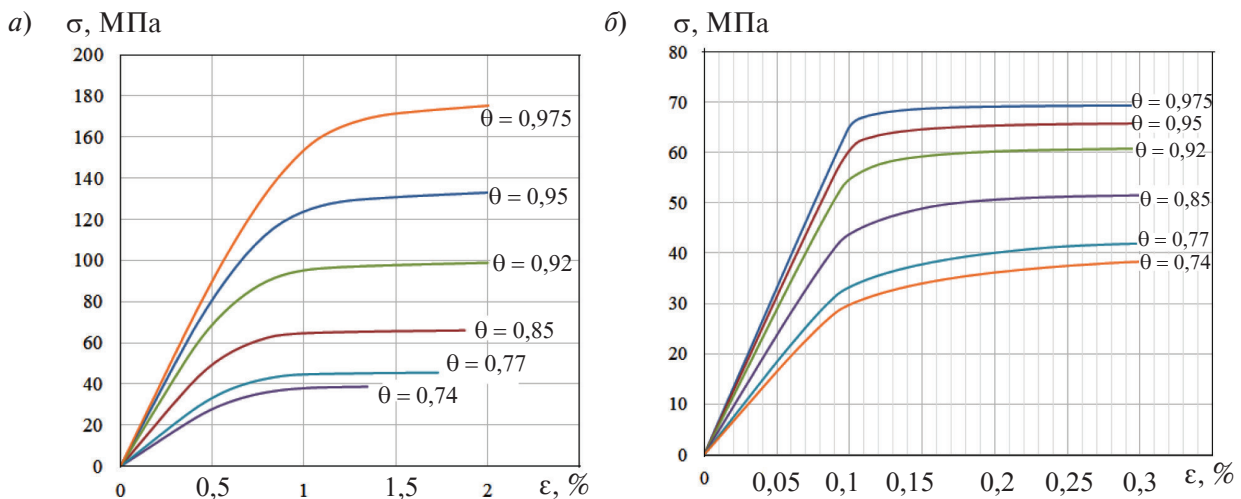 а) σ, МПа
200
180
160
140
120
100
80
60
40
20
0
0 0,5 1 1,5 2 ε, %
θ = 0,975
θ = 0,95
θ = 0,92
θ = 0,85
θ = 0,77
θ = 0,74
б) σ, МПа
80
70
60
50
40
30
20
10
0
0 0,05 0,1 0,15 0,2 0,25 0,3 ε, %
θ = 0,975
θ = 0,95
θ = 0,92
θ = 0,85
θ = 0,77
θ = 0,74